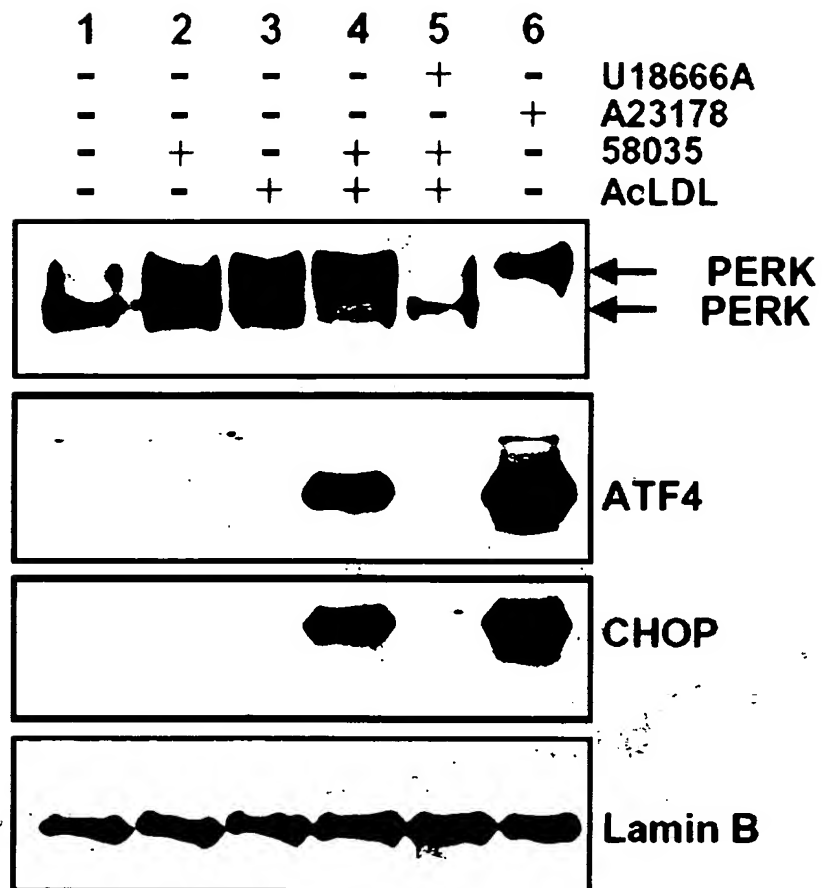 1 2 3 4 5 6
- - - - + - U18666A
- - - - - + A23178
- + - + + - 58035
- - + + + - AcLDL
PERK
PERK
ATF4
CHOP
Lamin B